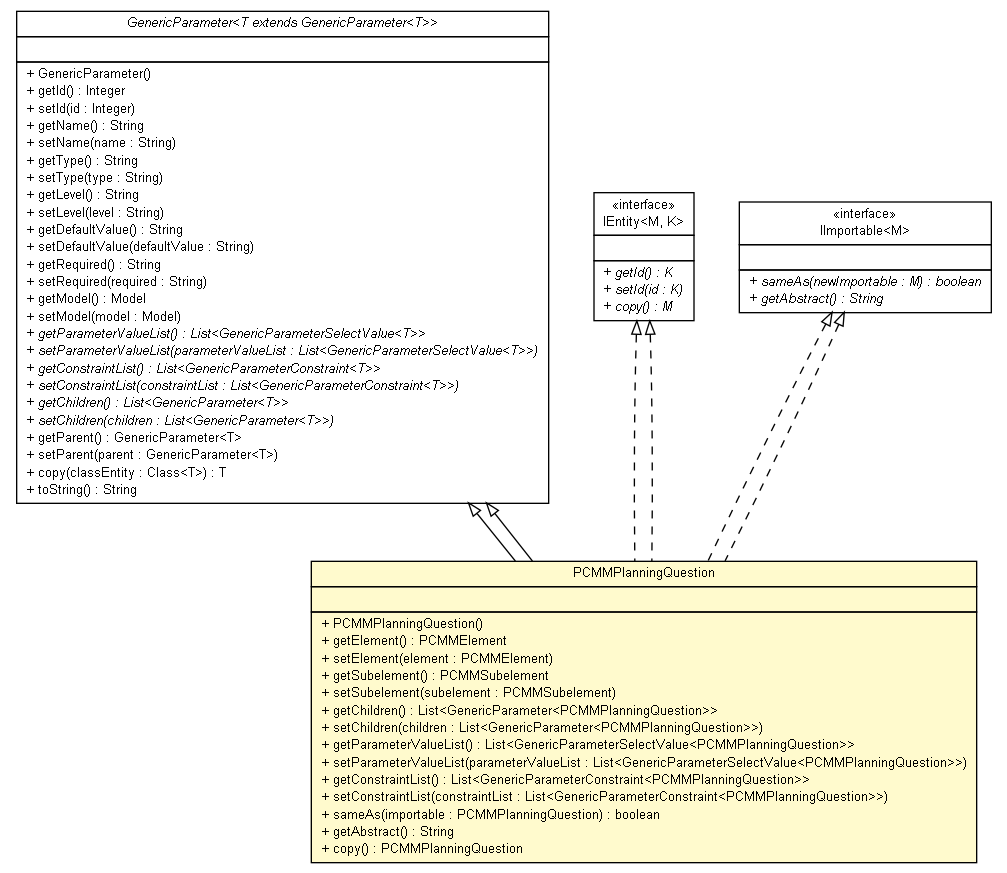 GenericParameter<T extends GenericParameter<T>>
+ GenericParameter()
+ getId() : Integer
+ setId(id : Integer)
+ getName() : String
+ setName(name : String)
+ getType() : String
+ setType(type : String)
+ getLevel() : String
+ setLevel(level : String)
+ getDefaultValue() : String
+ setDefaultValue(defaultValue : String)
+ getRequired() : String
+ setRequired(required : String)
+ getModel() : Model
+ setModel(model : Model)
+ getParameterValueList() : List<GenericParameterSelectValue<T>>
+ setParameterValueList(parameterValueList : List<GenericParameterSelectValue<T>>)
+ getConstraintList() : List<GenericParameterConstraint<T>>
+ setConstraintList(constraintList : List<GenericParameterConstraint<T>>)
+ getChildren() : List<GenericParameter<T>>
+ setChildren(children : List<GenericParameter<T>>)
+ getParent() : GenericParameter<T>
+ setParent(parent : GenericParameter<T>)
+ copy(classEntity : Class<T>) : T
+ toString() : String
«interface»
IEntity<M, K>
+ getId() : K
+ setId(id : K)
+ copy() : M
«interface»
IImportable<M>
+ sameAs(newImportable : M) : boolean
+ getAbstract() : String
PCMMPlanningQuestion
+ PCMMPlanningQuestion()
+ getElement() : PCMMElement
+ setElement(element : PCMMElement)
+ getSubelement() : PCMMSubelement
+ setSubelement(subelement : PCMMSubelement)
+ getChildren() : List<GenericParameter<PCMMPlanningQuestion>>
+ setChildren(children : List<GenericParameter<PCMMPlanningQuestion>>)
+ getParameterValueList() : List<GenericParameterSelectValue<PCMMPlanningQuestion>>
+ setParameterValueList(parameterValueList : List<GenericParameterSelectValue<PCMMPlanningQuestion>>)
+ getConstraintList() : List<GenericParameterConstraint<PCMMPlanningQuestion>>
+ setConstraintList(constraintList : List<GenericParameterConstraint<PCMMPlanningQuestion>>)
+ sameAs(importable : PCMMPlanningQuestion) : boolean
+ getAbstract() : String
+ copy() : PCMMPlanningQuestion